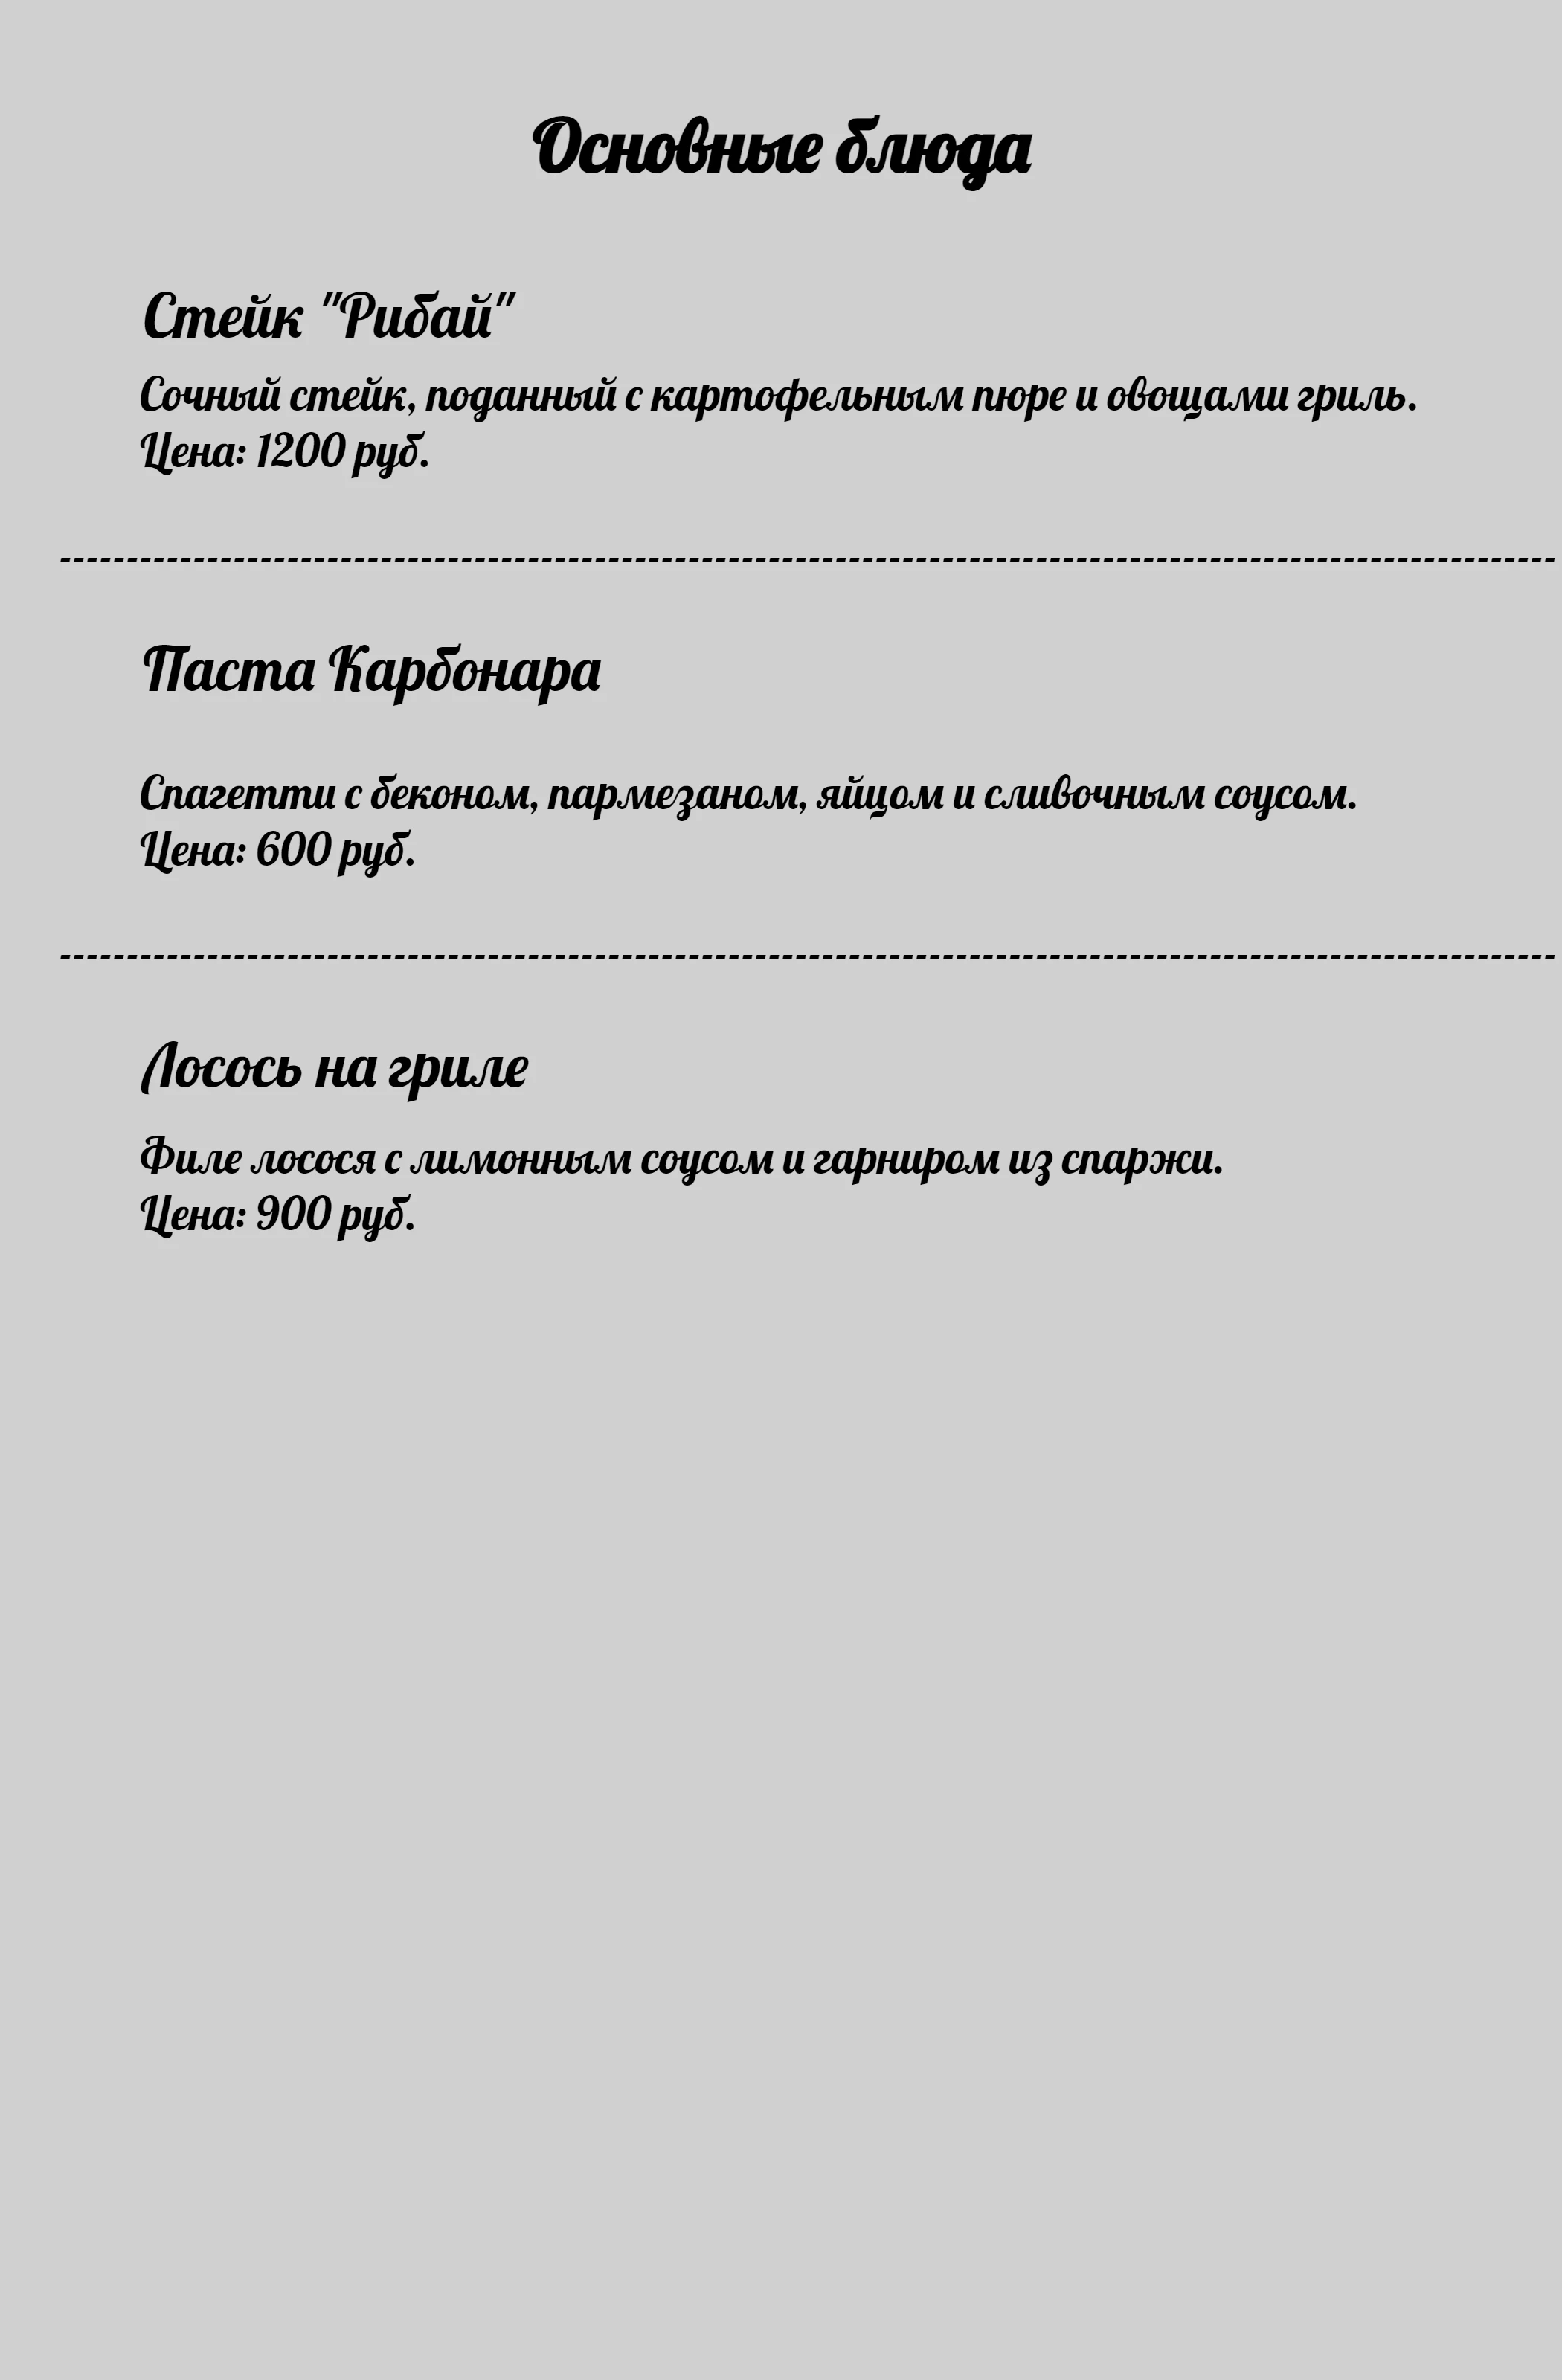 Основные блюда
Стейк "Рибай"
Сочный стейк, поданный с картофельным пюре и овощами гриль.
Цена: 1200 руб.
Паста Карбонара
Спагетти с беконом, пармезаном, яйцом и сливочным соусом.
Цена: 600 руб.
Лосось на гриле
Филе лосося с лимонным соусом и гарниром из спаржи.
Цена: 900 руб.